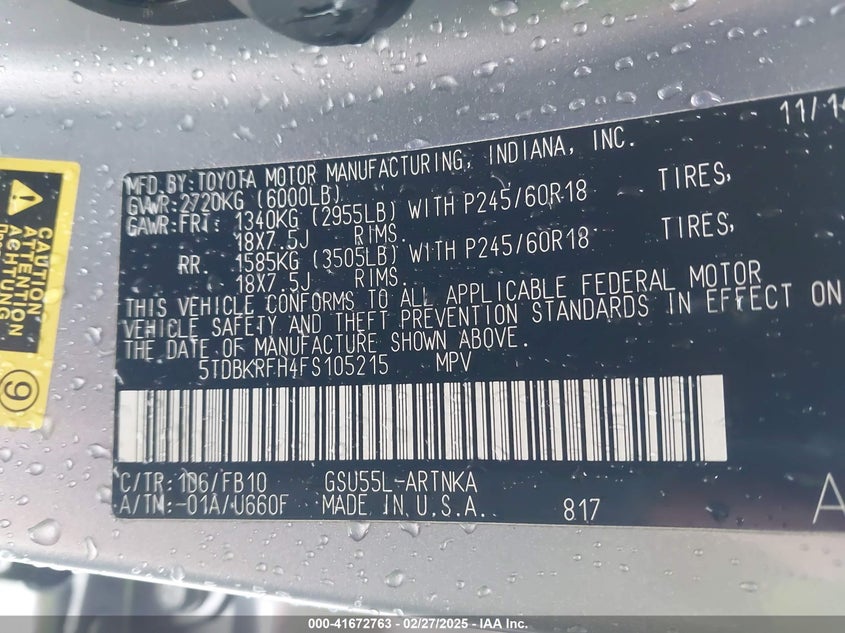 11/14
MFD.BY:TOYOTA MOTOR MANUFACTURING, INDIANA, INC.
GVWR:2720KG (6000LB)
GAWR:FRT: 1340KG (2955LB) WITH P245/60R18 TIRES,
18X7.5J RIMS.
RR. 1585KG (3505LB) WITH P245/60R18 TIRES,
18X7.5J RIMS.
THIS VEHICLE CONFORMS TO ALL APPLICABLE FEDERAL MOTOR
VEHICLE SAFETY AND THEFT PREVENTION STANDARDS IN EFFECT ON
THE DATE OF MANUFACTURE SHOWN ABOVE.
5TDBKRFH4FS105215 MPV
C/TR:1D6/FB10 GSU55L-ARTNKA
A/TM:-01A/U660F MADE IN U.S.A. 817
A
CAUTION
ATTENTION
ACHTUNG
9
000-41672763 - 02/27/2025 - IAA Inc.